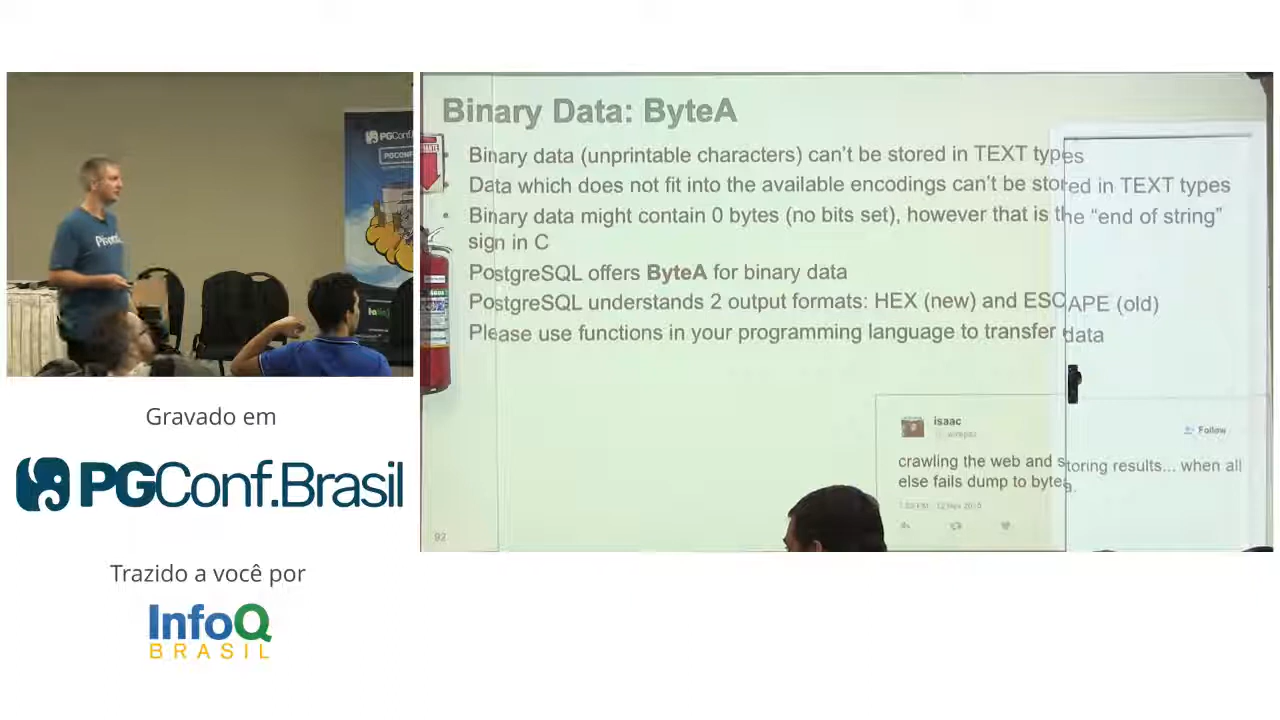 Binary Data: ByteA
Binary data (unprintable characters) can't be stored in TEXT types
Data which does not fit into the available encodings can't be stored in TEXT types
Binary data might contain 0 bytes (no bits set), however that is the "end of string"
sign in C
PostgreSQL offers ByteA for binary data
PostgreSQL understands 2 output formats: HEX (new) and ESCAPE (old)
Please use functions in your programming language to transfer data
isaac
Follow
crawling the web and storing results... when all
else fails dump to bytea.
92
PGConf.
Gravado em
PGConf.Brasil
Trazido a você por
InfoQ
BRASIL